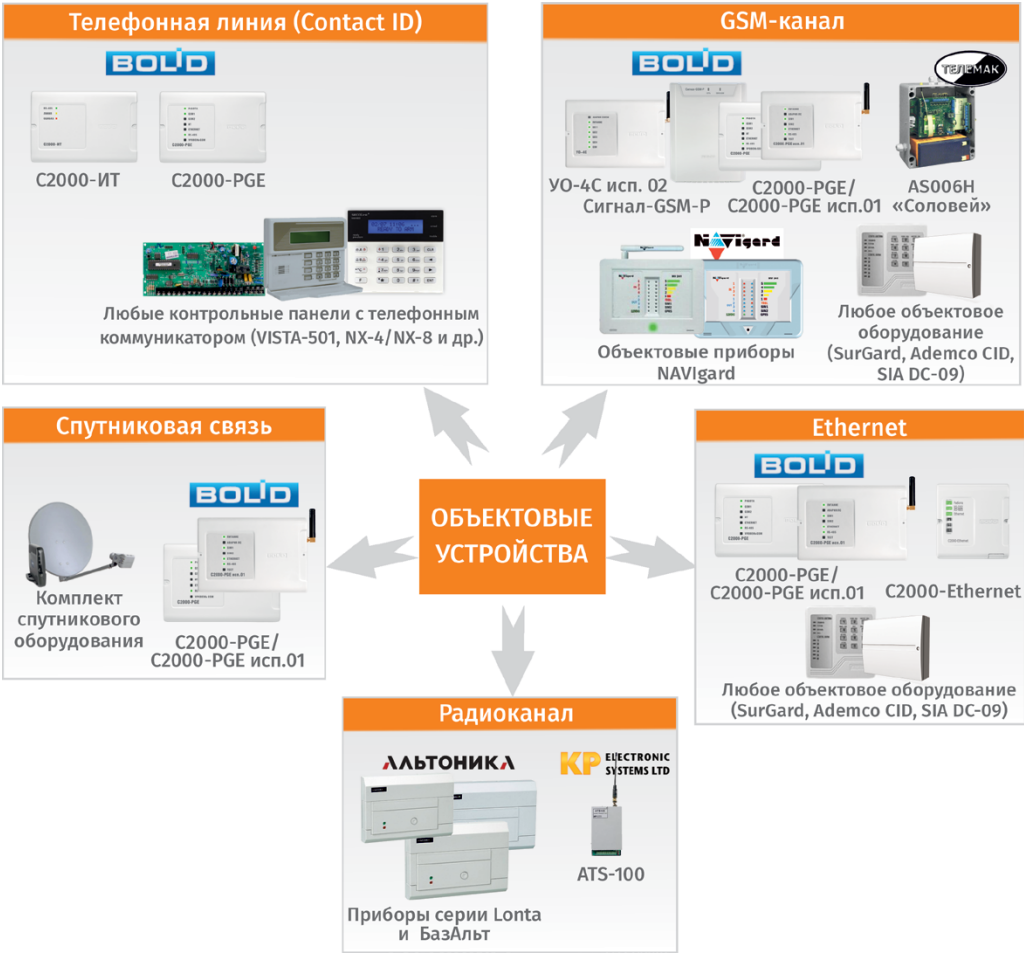 Телефонная линия (Contact ID)
BOLID
С2000-ИТ
С2000-PGE
Любые контрольные панели с телефонным
коммуникатором (VISTA-501, NX-4/NX-8 и др.)
GSM-канал
BOLID
ТЕЛЕМАК
УО-4С исп. 02
Сигнал-GSM-Р
С2000-PGE/
С2000-PGE исп.01
AS006H
«Соловей»
NAVIgard
Объектовые приборы
NAVIgard
Любое объектовое
оборудование
(SurGard, Ademco CID,
SIA DC-09)
Спутниковая связь
BOLID
Комплект
спутникового
оборудования
С2000-PGE/
С2000-PGE исп.01
ОБЪЕКТОВЫЕ
УСТРОЙСТВА
Ethernet
BOLID
С2000-PGE/
С2000-PGE исп.01
С2000-Ethernet
Любое объектовое оборудование
(SurGard, Ademco CID, SIA DC-09)
Радиоканал
АЛЬТОНИКА
KP ELECTRONIC
SYSTEMS LTD
Приборы серии Lonta
и БазАльт
ATS-100